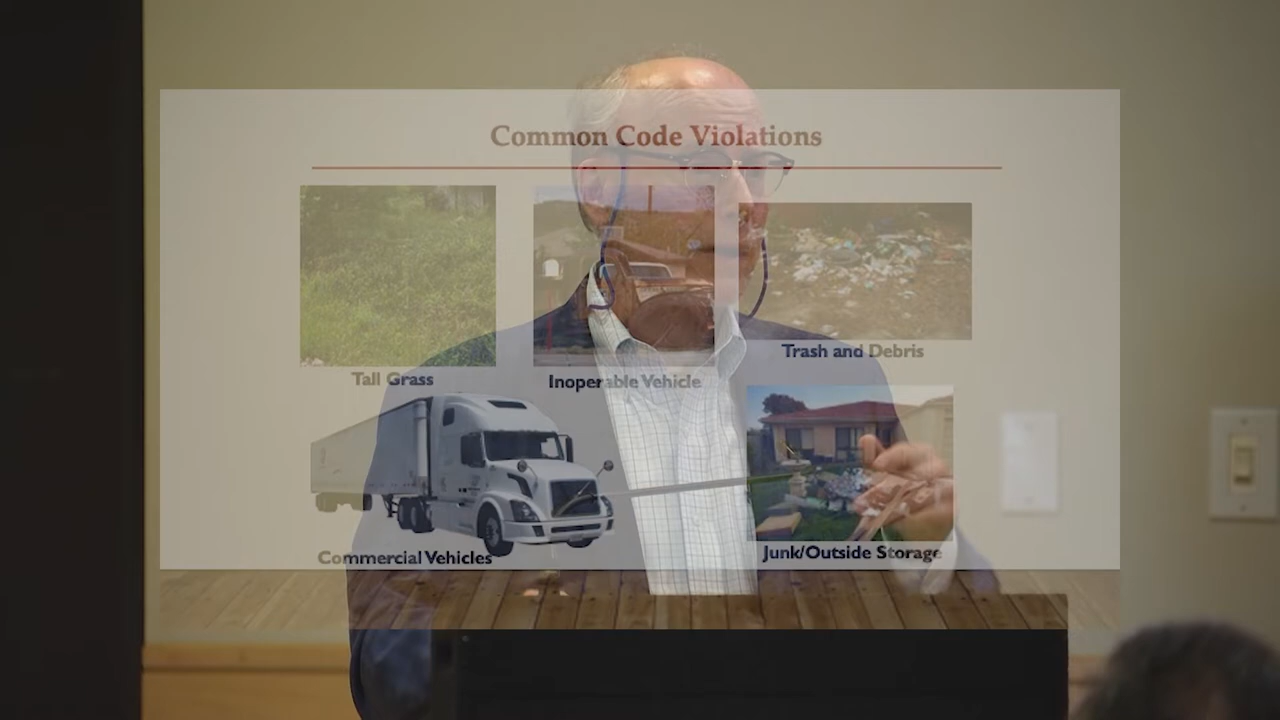 Common Code Violations
Tall Grass
Inoperable Vehicle
Trash and Debris
Commercial Vehicles
Junk/Outside Storage